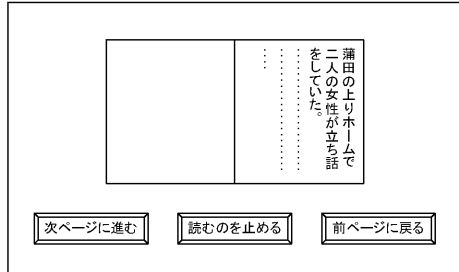 蒲田の上りホームで
二人の女性が立ち話
をしていた。
‥‥‥‥‥‥‥‥
‥‥‥‥‥‥‥‥
‥‥
次ページに進む
読むのを止める
前ページに戻る